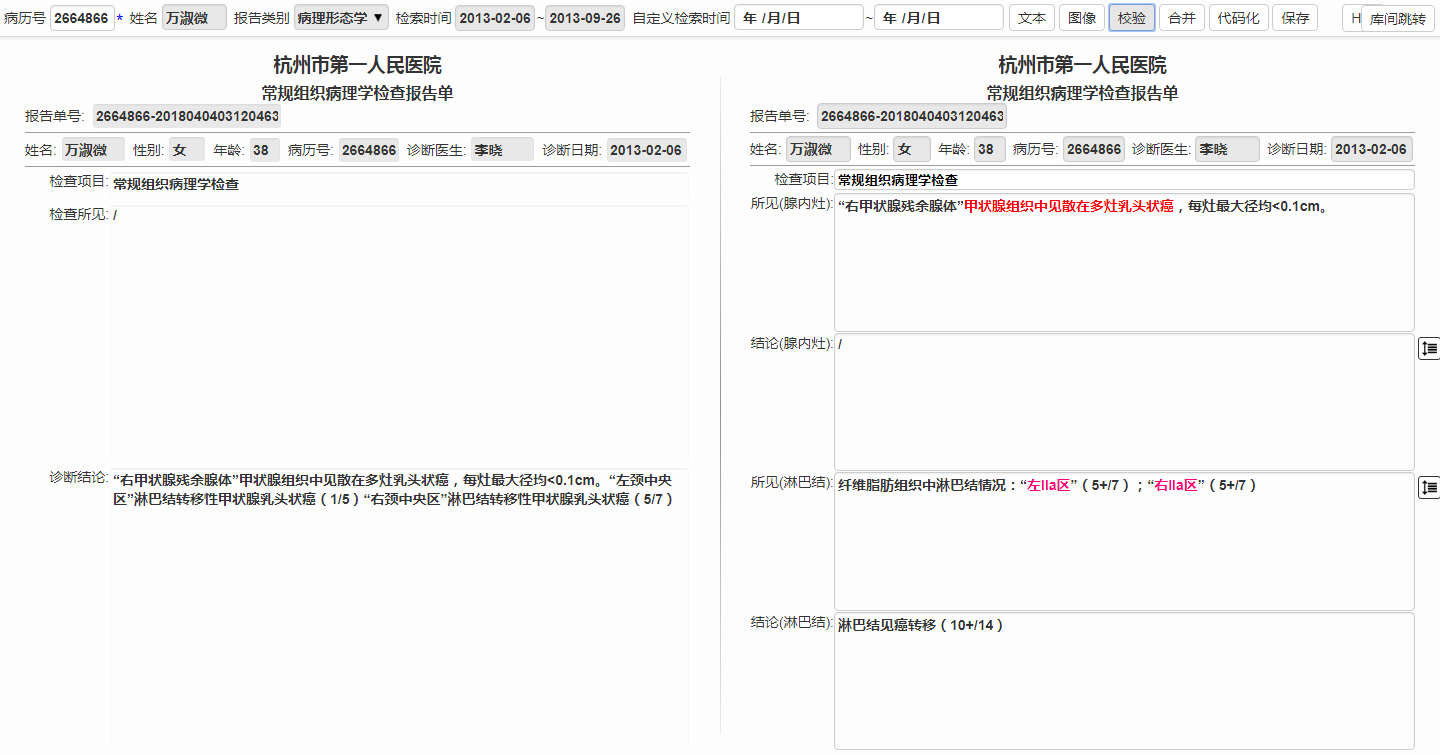 病历号 2664866 * 姓名 万淑微 报告类别 病理形态学 ▼ 检索时间 2013-02-06 ~ 2013-09-26 自定义检索时间 年 /月/日 ~ 年 /月/日 文本 图像 校验 合并 代码化 保存 H 库间跳转
杭州市第一人民医院
常规组织病理学检查报告单
报告单号: 2664866-2018040403120463
姓名: 万淑微 性别: 女 年龄: 38 病历号: 2664866 诊断医生: 李晓 诊断日期: 2013-02-06
检查项目: 常规组织病理学检查
检查所见: /
诊断结论: “右甲状腺残余腺体”甲状腺组织中见散在多灶乳头状癌，每灶最大径均<0.1cm。“左颈中央
区”淋巴结转移性甲状腺乳头状癌（1/5）“右颈中央区”淋巴结转移性甲状腺乳头状癌（5/7）
杭州市第一人民医院
常规组织病理学检查报告单
报告单号: 2664866-2018040403120463
姓名: 万淑微 性别: 女 年龄: 38 病历号: 2664866 诊断医生: 李晓 诊断日期: 2013-02-06
检查项目: 常规组织病理学检查
所见(腺内灶): “右甲状腺残余腺体”甲状腺组织中见散在多灶乳头状癌，每灶最大径均<0.1cm。
结论(腺内灶): /
所见(淋巴结): 纤维脂肪组织中淋巴结情况：“左IIa区”（5+/7）；“右IIa区”（5+/7）
结论(淋巴结): 淋巴结见癌转移（10+/14）